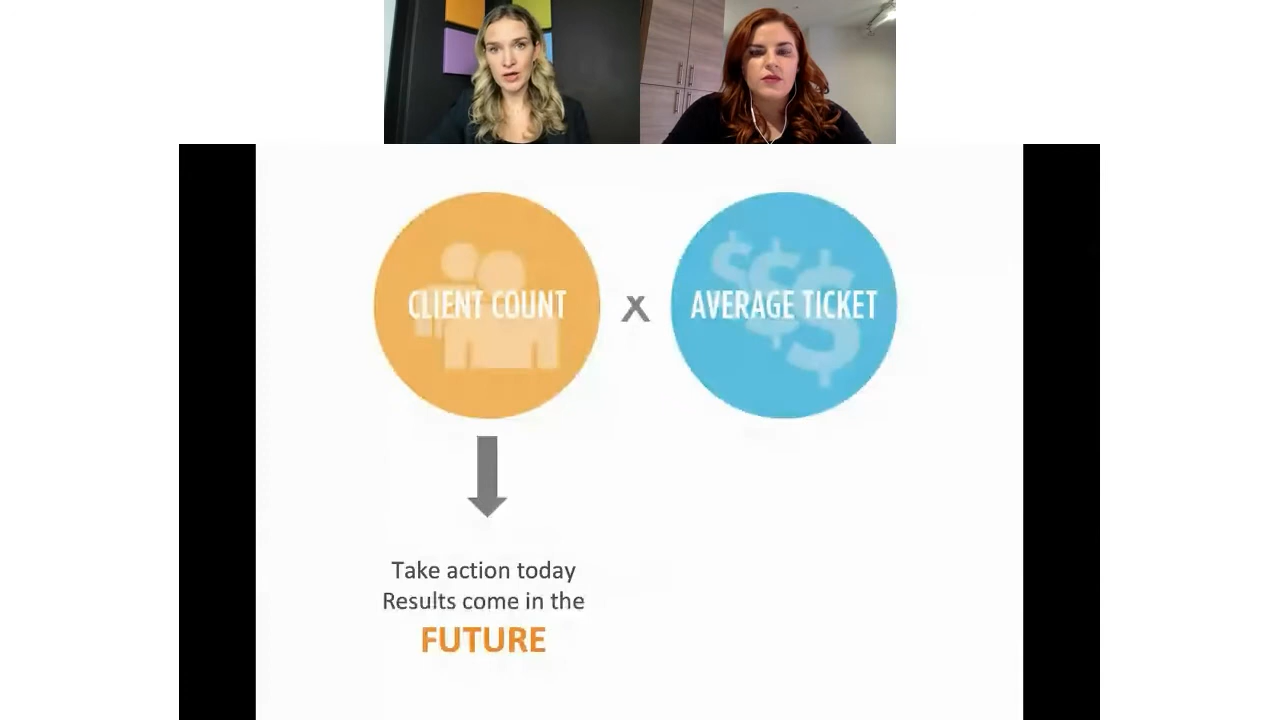 CLIENT COUNT
X
AVERAGE TICKET
Take action today
Results come in the
FUTURE